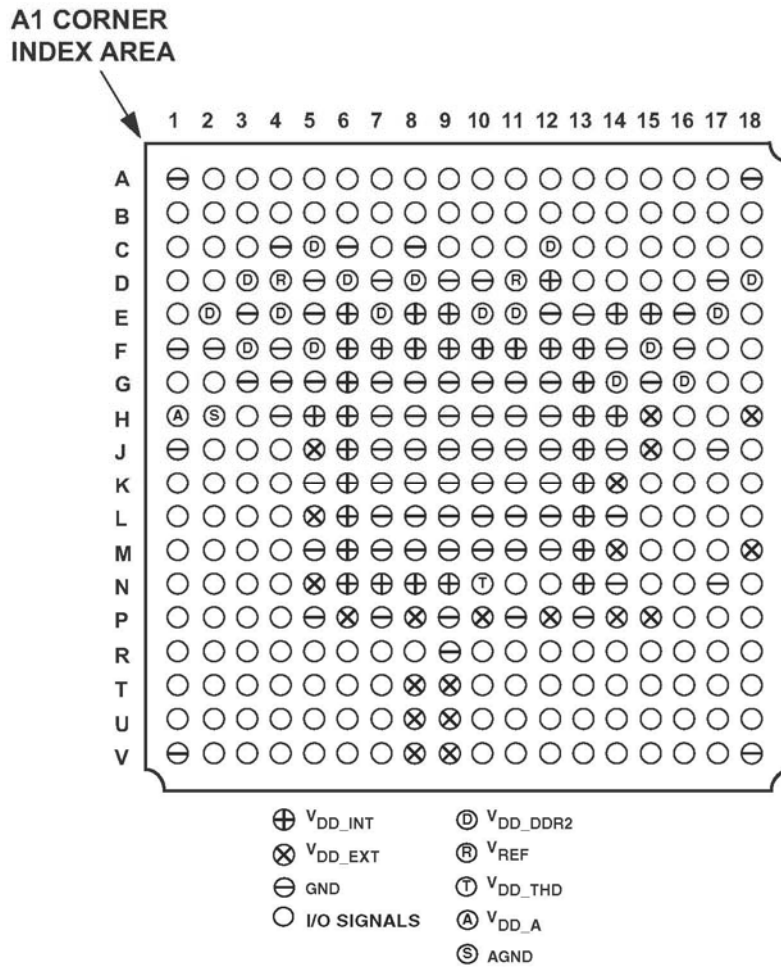 A1 CORNER
INDEX AREA
1 2 3 4 5 6 7 8 9 10 11 12 13 14 15 16 17 18
A
B
C D D
D D R D D R D
E D D D D D D
F D D D
G D D
H A S
J
K
L
M
N T
P
R
T
U
V
VDD_INT D VDD_DDR2
VDD_EXT R VREF
GND T VDD_THD
I/O SIGNALS A VDD_A
S AGND